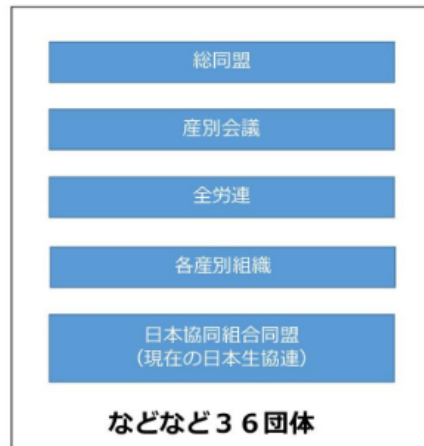 総同盟
産別会議
全労連
各産別組織
日本協同組合同盟
（現在の日本生協連）
などなど３６団体